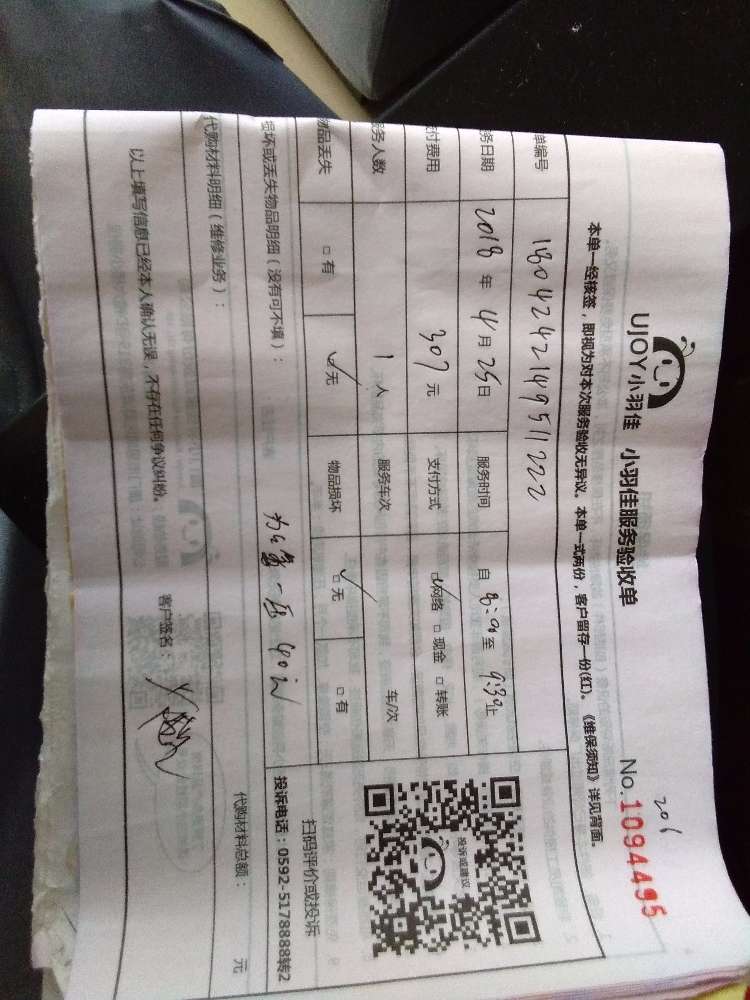 UJOY小羽佳 小羽佳服务验收单 No.1094495
201
本单一经核签，即视为对本次服务验收无异议。本单一式两份，客户留存一份(红)。《维保须知》详见背面。
单编号 1804242149511222
务日期 2018 年 4 月 25 日 服务时间 自 8:00 至 9:30 止
付费用 307 元 支付方式 ☑网络 □现金 □转账
务人数 1 人 服务车次 车/次
物品丢失 □有 ☑无 物品损坏 ☑无 □有
损坏或丢失物品明细（没有可不填）：
代购材料明细（维修业务）： 代购材料总额： 元
以上填写信息已经本人确认无误，不存在任何争议纠纷。 客户签名：
投诉或建议
扫码评价或投诉
投诉电话：0592-5178888转2